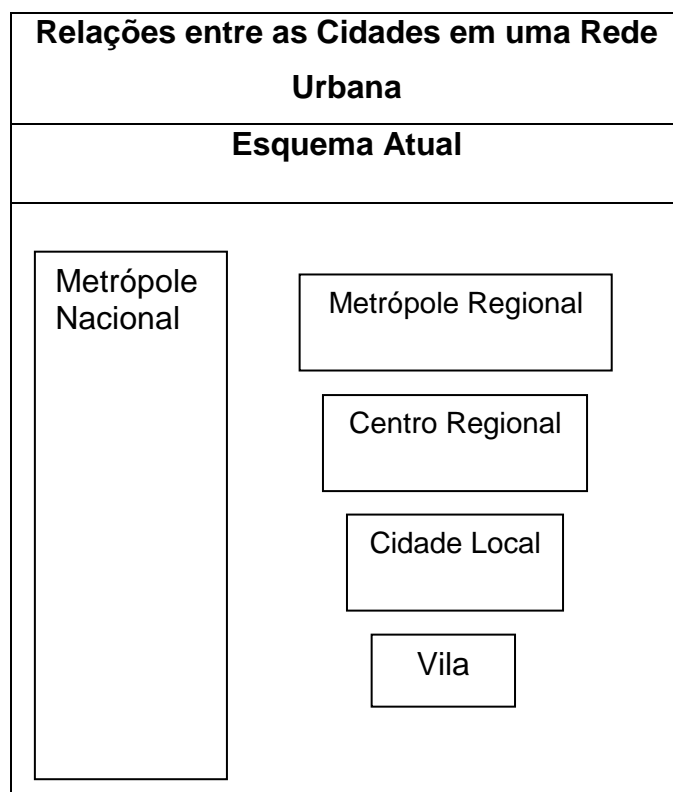 Relações entre as Cidades em uma Rede
Urbana
Esquema Atual
Metrópole
Nacional
Metrópole Regional
Centro Regional
Cidade Local
Vila